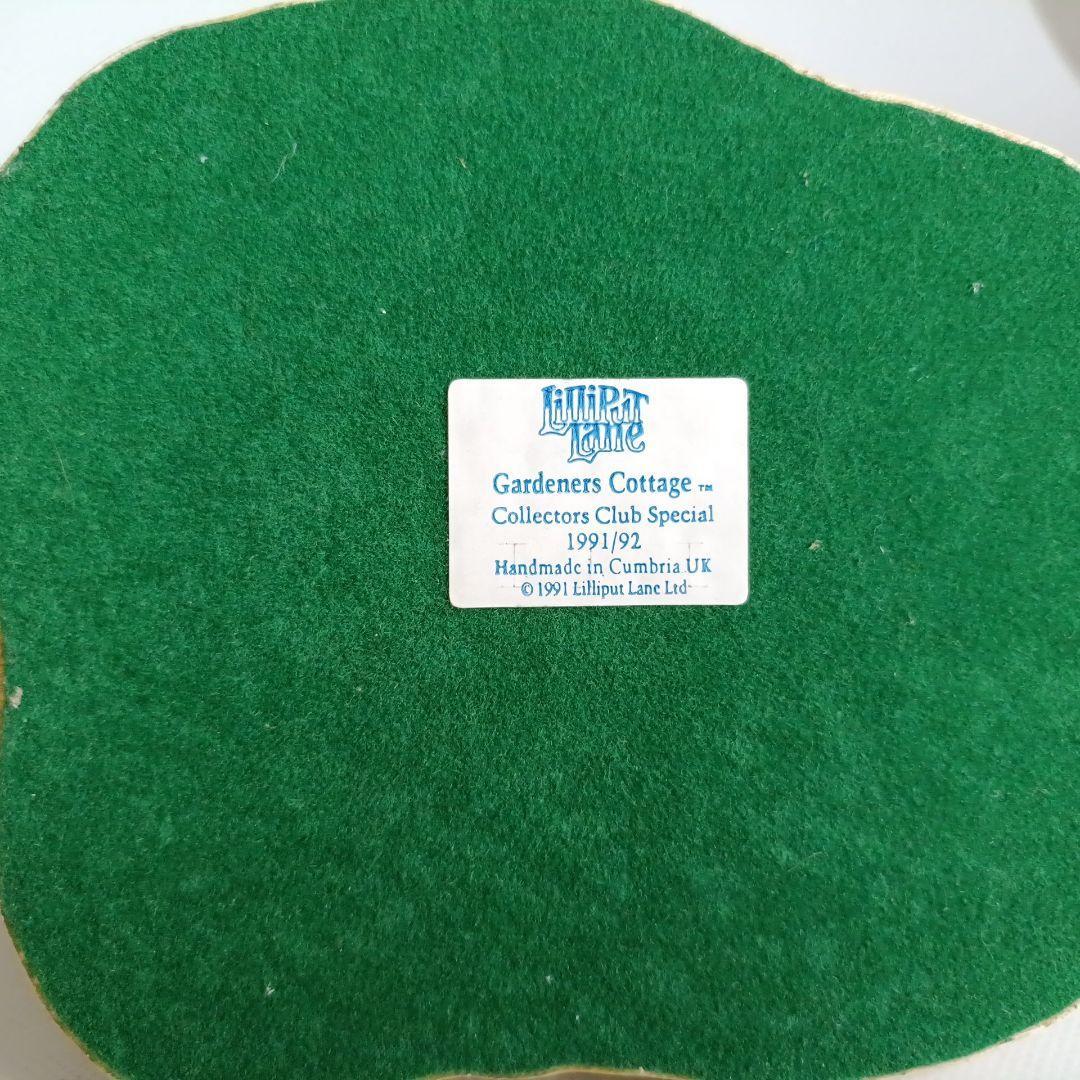 Lilliput
Lane
Gardeners Cottage ™
Collectors Club Special
1991/92
Handmade in Cumbria UK
© 1991 Lilliput Lane Ltd